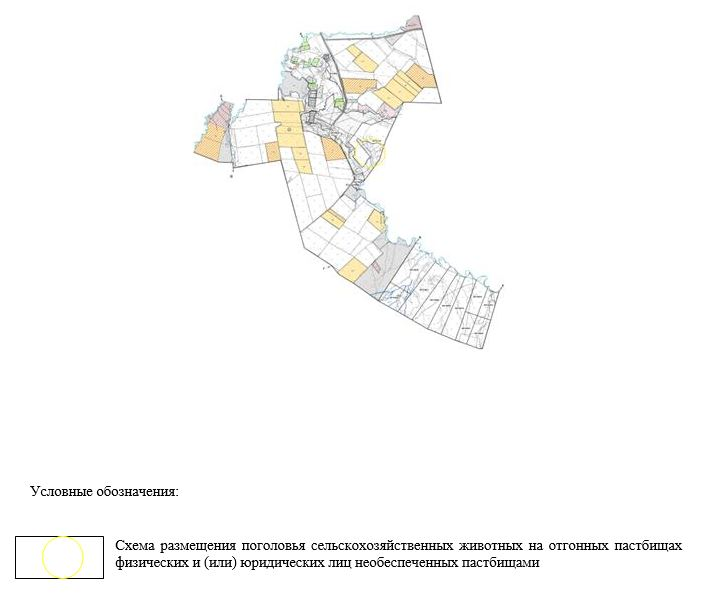 Условные обозначения:
Схема размещения поголовья сельскохозяйственных животных на отгонных пастбищах
физических и (или) юридических лиц необеспеченных пастбищами